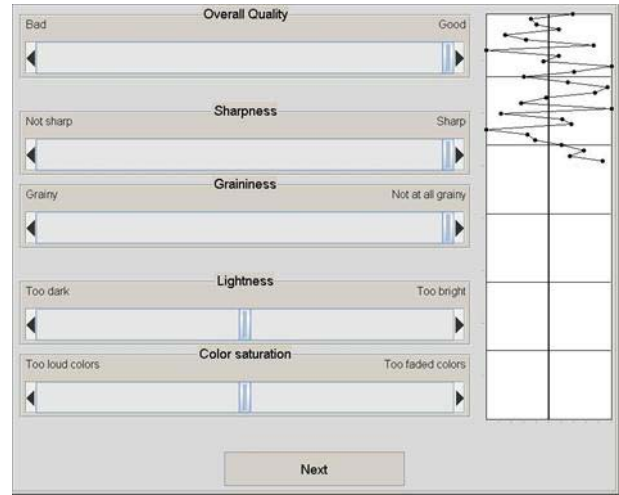 Overall Quality
Bad Good
Sharpness
Not sharp Sharp
Graininess
Grainy Not at all grainy
Lightness
Too dark Too bright
Color saturation
Too loud colors Too faded colors
Next